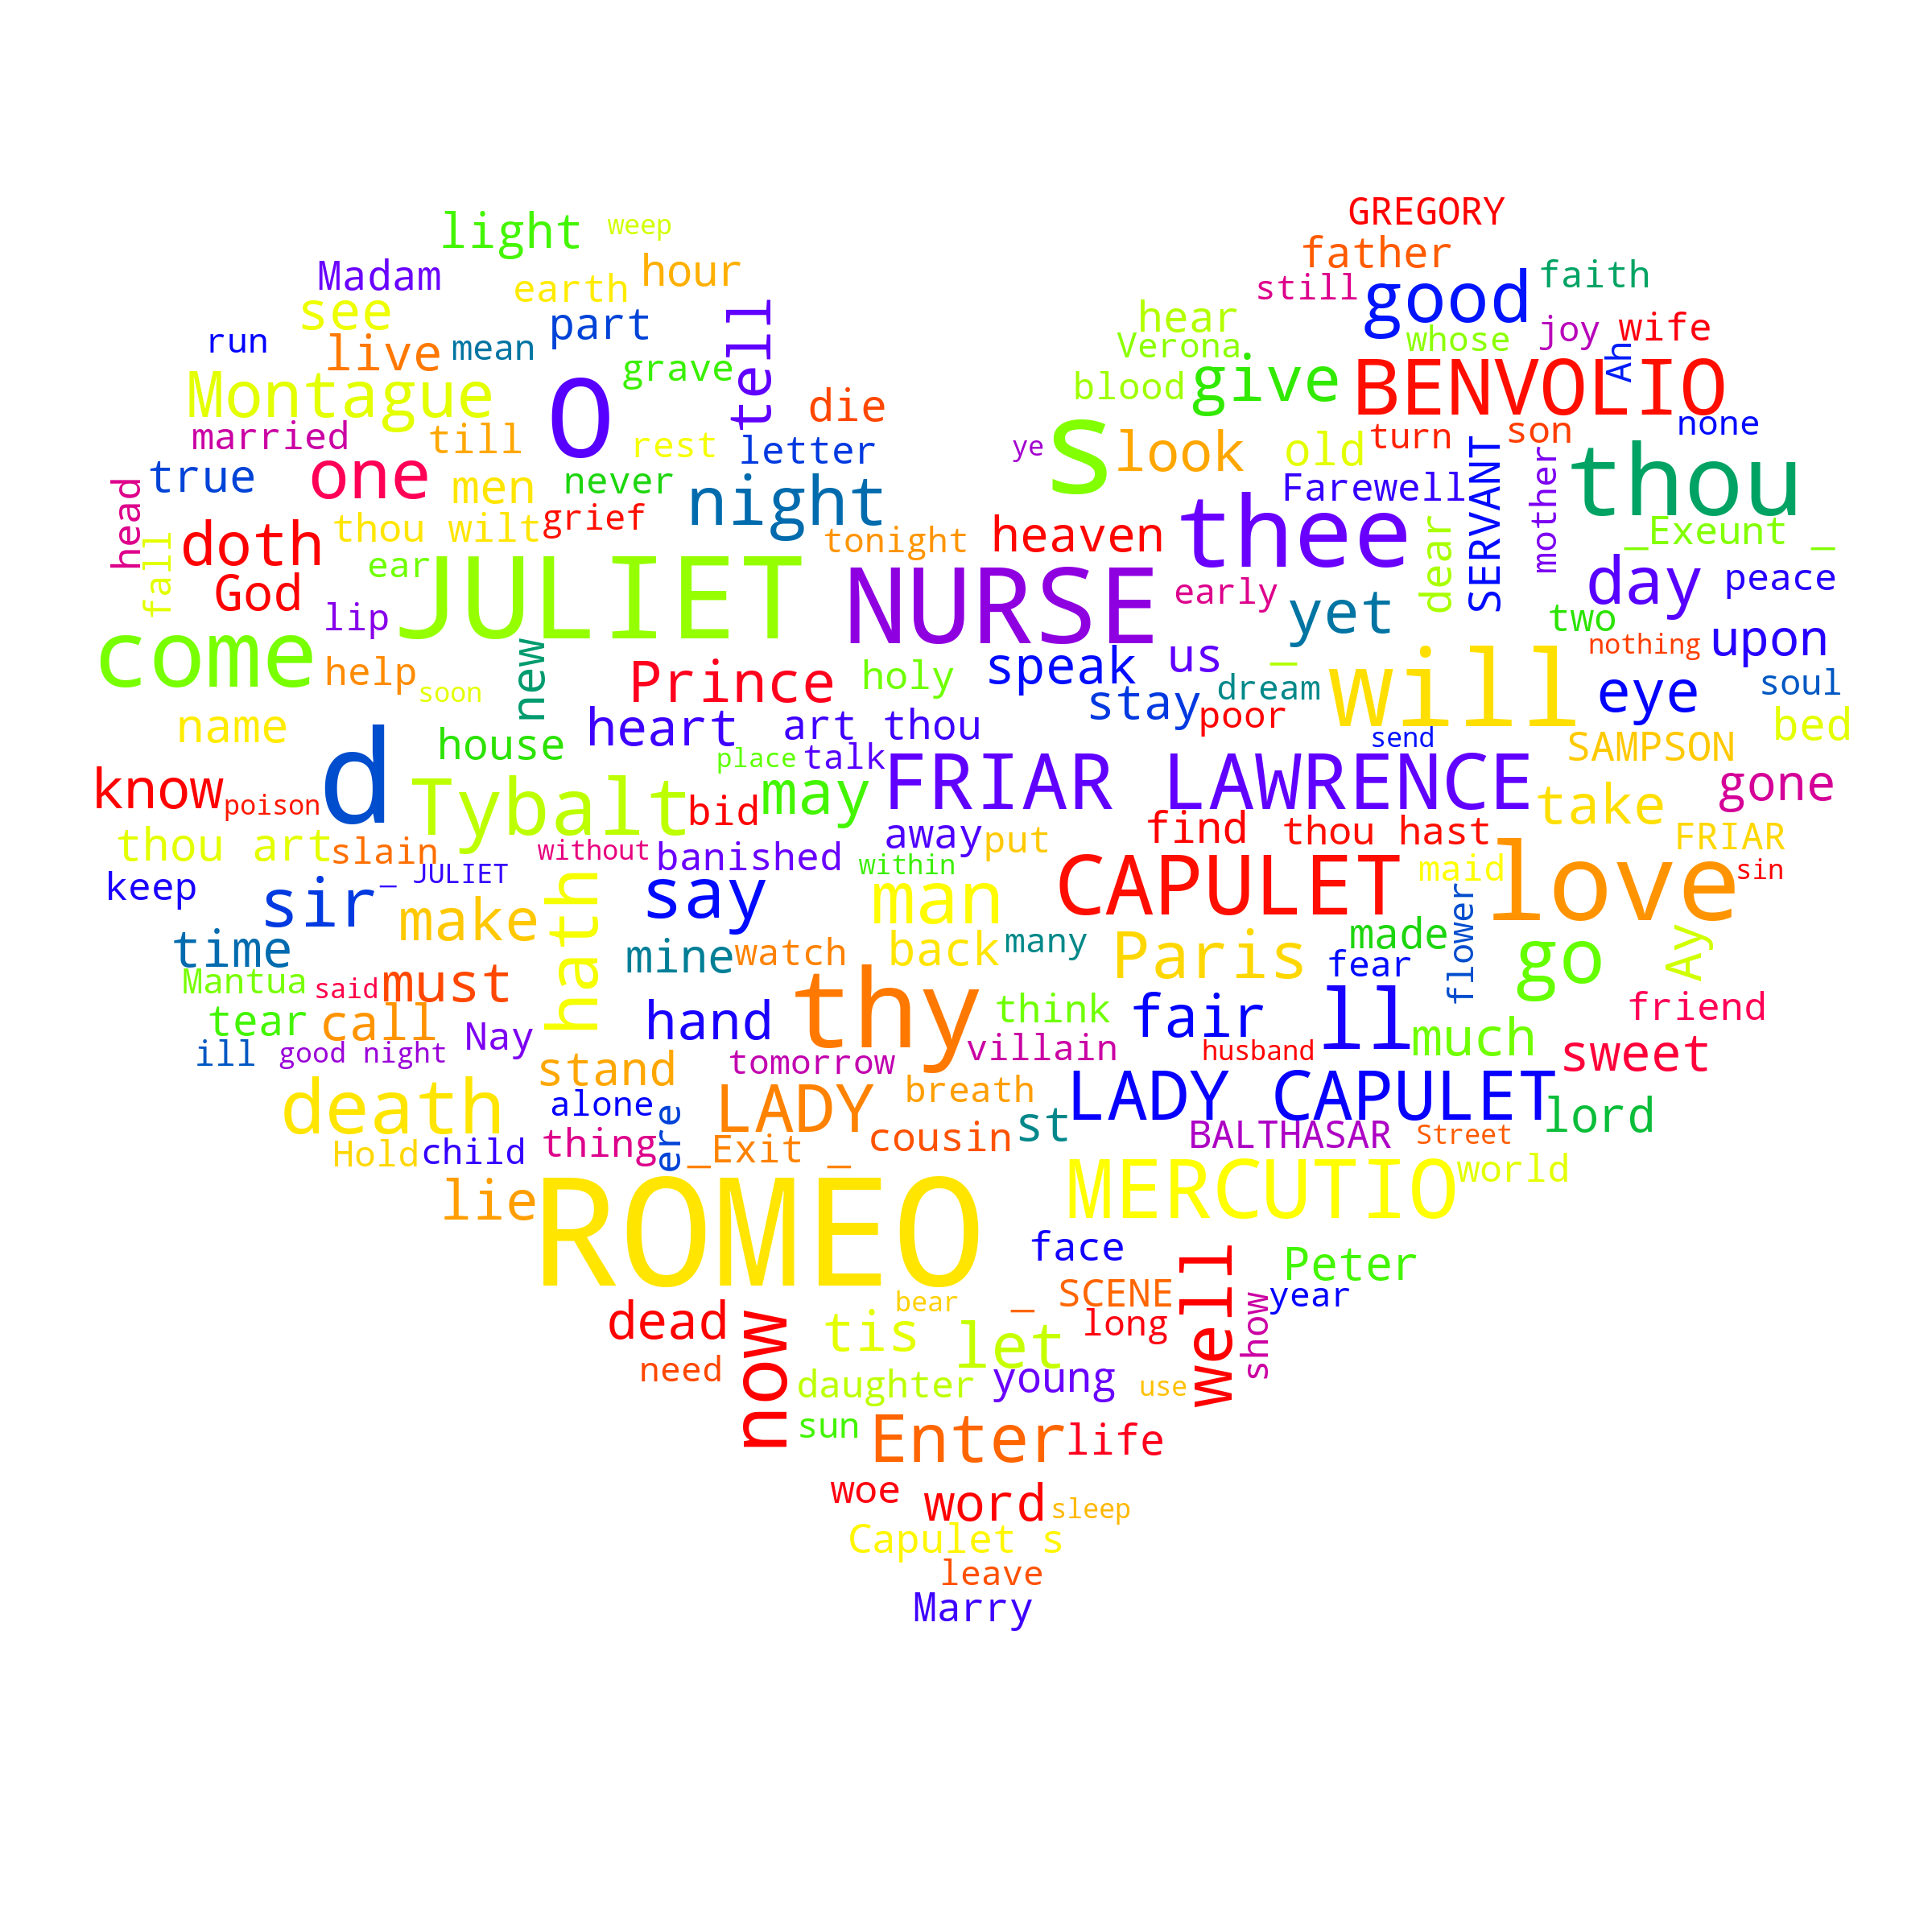 GREGORY
light weep father
Madam earth hour still good faith
see part tell hear whose joy wife
run live mean Verona Ah
Montague grave die blood give BENVOLIO
married till O rest letter ye s look old turn son none
head true one men never night Farewell SERVANT mother thou
fall doth thou wilt grief tonight heaven thee dear _Exeunt _
God ear JULIET NURSE early yet day peace
come lip new two
help soon Prince holy speak us _ will nothing upon
name heart art thou stay dream poor eye soul
house place talk send SAMPSON bed
know poison d Tybalt bid may FRIAR LAWRENCE take gone
thou art slain without banished away put find thou hast FRIAR
within CAPULET maid love sin
keep sir _ JULIET hath say man flower
time make mine watch back many Paris made go Ay
Mantua said must fear
tear call Nay hand thy think fair ll much friend
ill good night villain husband sweet
stand tomorrow
death alone ere LADY breath st LADY CAPULET lord
Hold child thing _Exit _ cousin BALTHASAR Street
lie ROMEO MERCUTIO world
face well Peter
bear _ SCENE show year
dead now tis let long
need daughter young use
sun Enter life
woe word sleep
Capulet s
leave
Marry